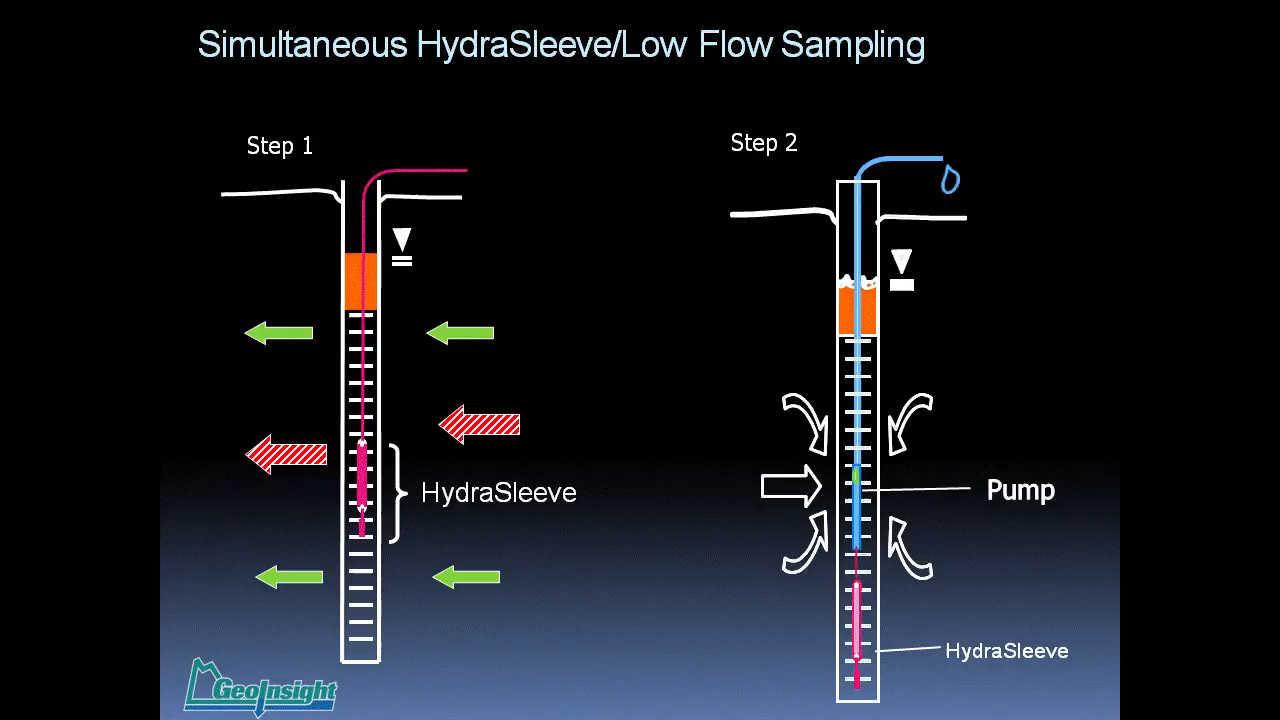 Simultaneous HydraSleeve/Low Flow Sampling
Step 1
Step 2
HydraSleeve
Pump
HydraSleeve
GeoInsight